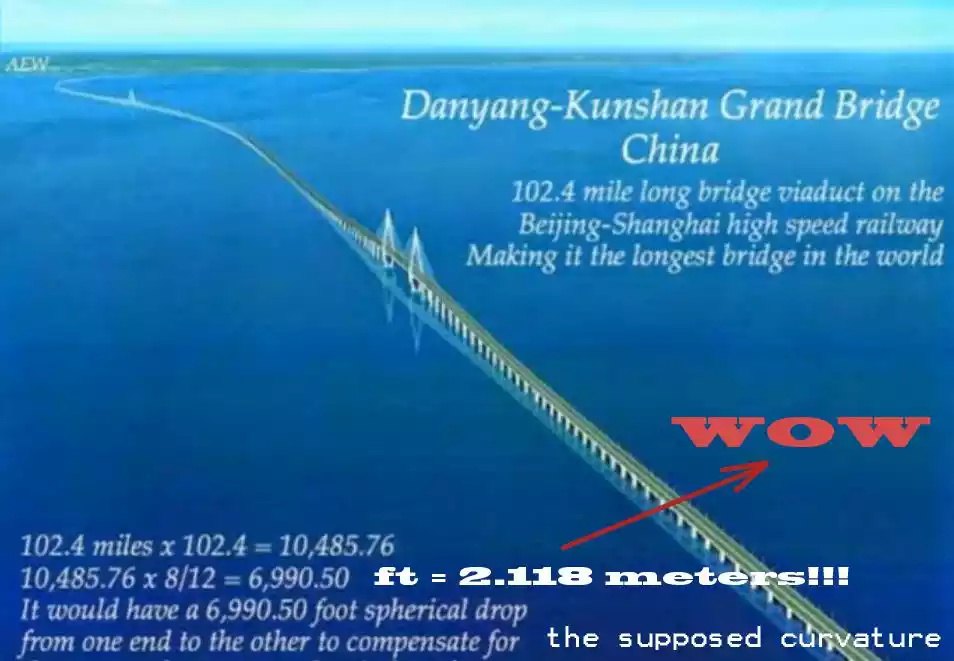 AEW
Danyang-Kunshan Grand Bridge
China
102.4 mile long bridge viaduct on the
Beijing-Shanghai high speed railway
Making it the longest bridge in the world
WOW
102.4 miles x 102.4 = 10,485.76
10,485.76 x 8/12 = 6,990.50 ft = 2.118 meters!!!
It would have a 6,990.50 foot spherical drop
from one end to the other to compensate for the supposed curvature